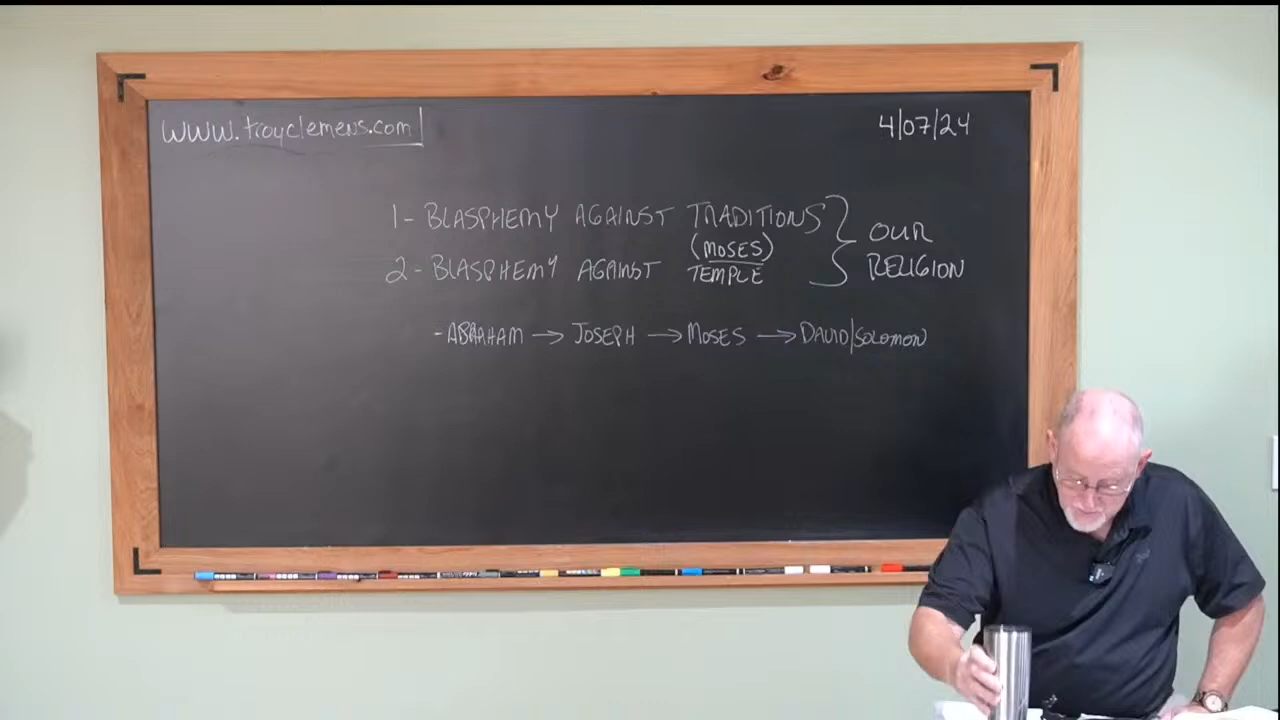 www.troyclemens.com
4/07/24
1- BLASPHEMY AGAINST TRADITIONS
(MOSES)
2- BLASPHEMY AGAINST TEMPLE
OUR
RELIGION
-ABRAHAM → JOSEPH → MOSES → DAVID/SOLOMON